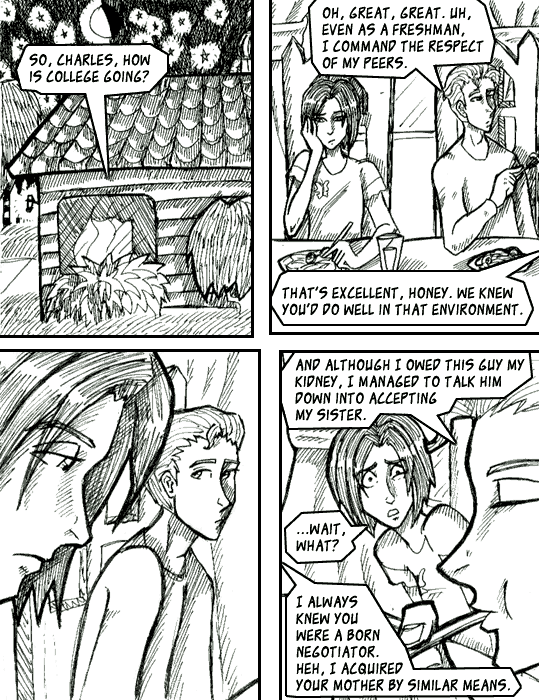 SO, CHARLES, HOW
IS COLLEGE GOING?
OH, GREAT, GREAT. UH,
EVEN AS A FRESHMAN,
I COMMAND THE RESPECT
OF MY PEERS.
THAT'S EXCELLENT, HONEY. WE KNEW
YOU'D DO WELL IN THAT ENVIRONMENT.
AND ALTHOUGH I OWED THIS GUY MY
KIDNEY, I MANAGED TO TALK HIM
DOWN INTO ACCEPTING
MY SISTER.
...WAIT,
WHAT?
I ALWAYS
KNEW YOU
WERE A BORN
NEGOTIATOR.
HEH, I ACQUIRED
YOUR MOTHER BY SIMILAR MEANS.